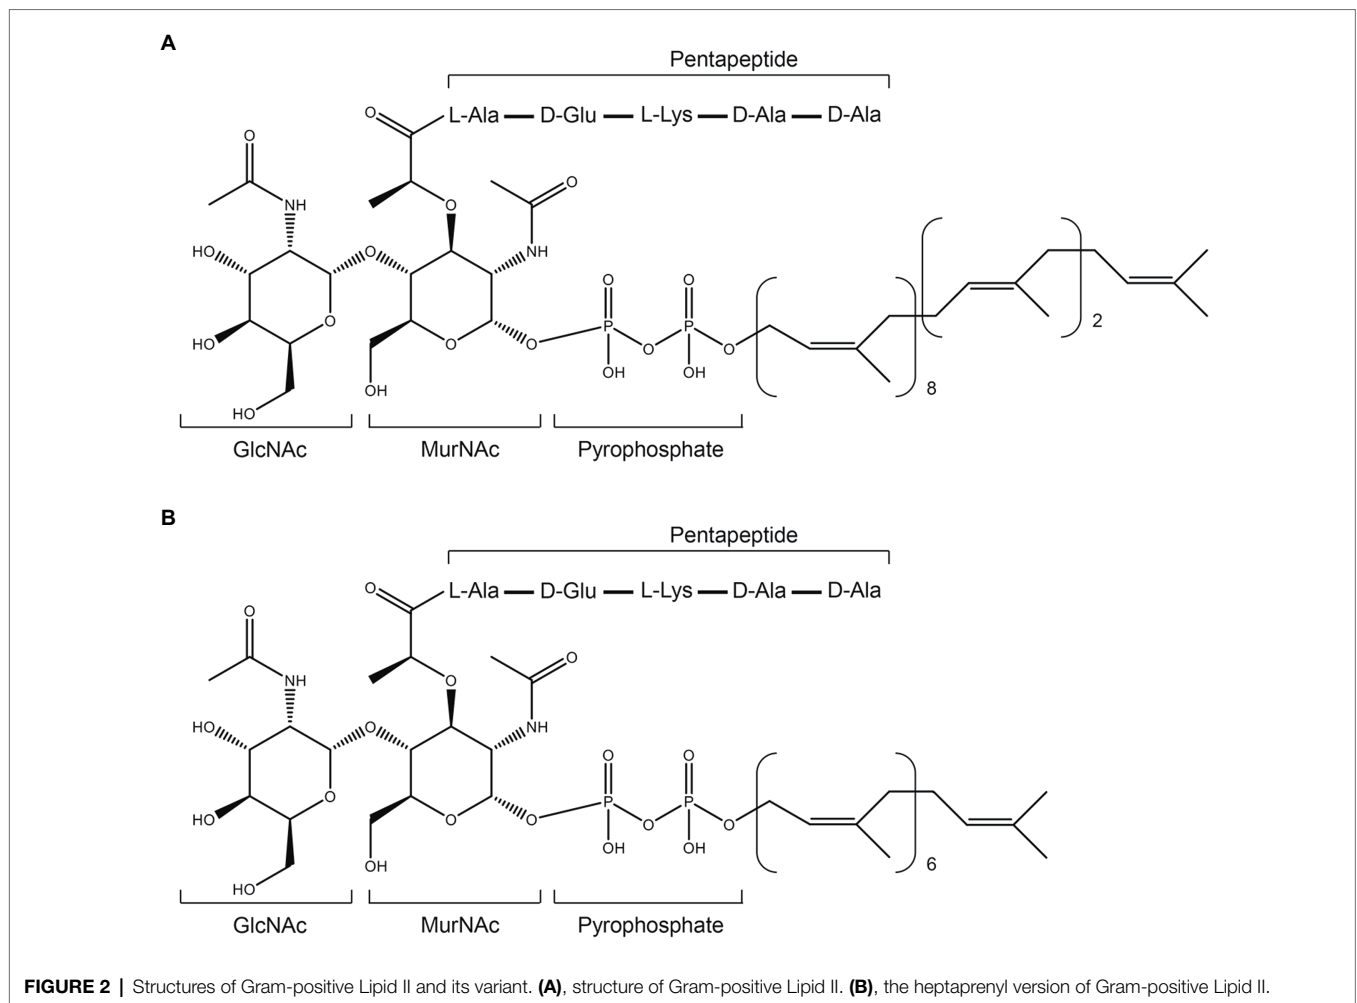 A
Pentapeptide
O L-Ala — D-Glu — L-Lys — D-Ala — D-Ala
O
O
NH O
HO O NH
O O
O P P
HO O O O O 2
OH OH
OH 8
HO
GlcNAc MurNAc Pyrophosphate
B
Pentapeptide
O L-Ala — D-Glu — L-Lys — D-Ala — D-Ala
O
O
NH O
HO O NH
O O
O P P
HO O O O O
OH OH
OH 6
HO
GlcNAc MurNAc Pyrophosphate
FIGURE 2 | Structures of Gram-positive Lipid II and its variant. (A), structure of Gram-positive Lipid II. (B), the heptaprenyl version of Gram-positive Lipid II.